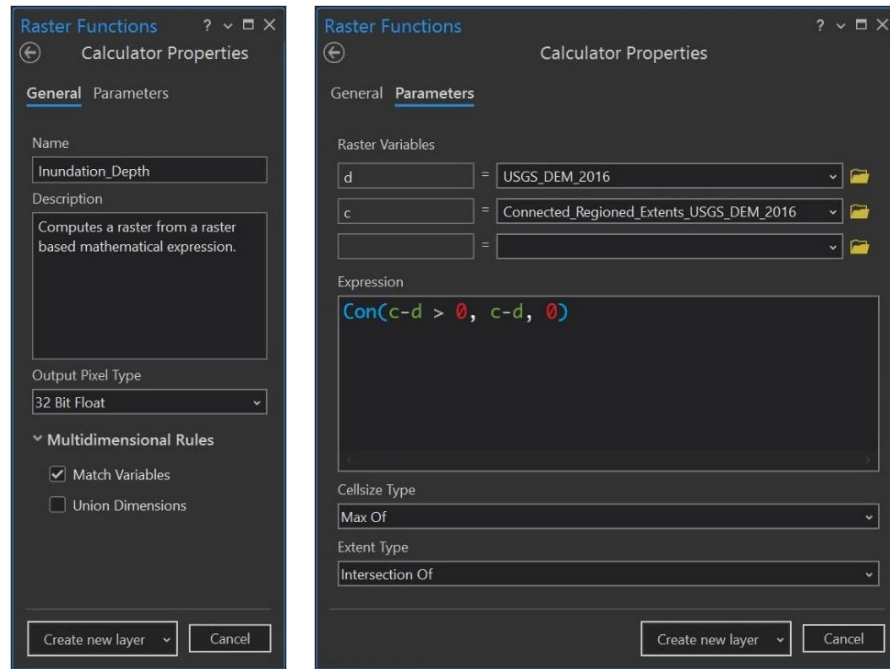 Raster Functions ?
Calculator Properties
General Parameters
Name
Inundation_Depth
Description
Computes a raster from a raster
based mathematical expression.
Output Pixel Type
32 Bit Float
Multidimensional Rules
Match Variables
Union Dimensions
Create new layer Cancel
Raster Functions ?
Calculator Properties
General Parameters
Raster Variables
d = USGS_DEM_2016
c = Connected_Regioned_Extents_USGS_DEM_2016
=
Expression
Con(c-d > 0, c-d, 0)
Cellsize Type
Max Of
Extent Type
Intersection Of
Create new layer Cancel